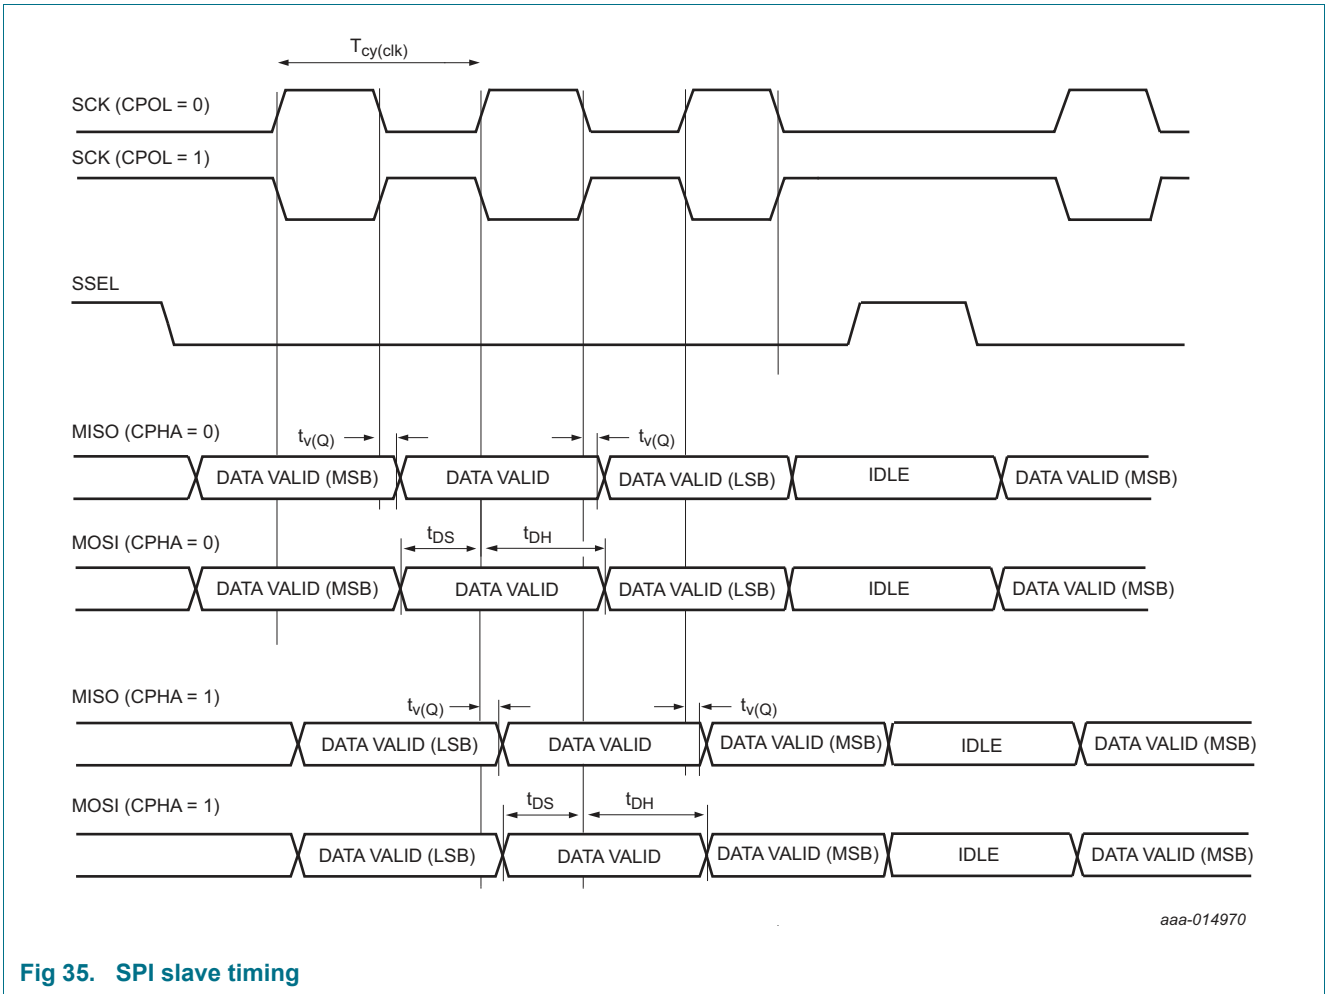 Tcy(clk)
SCK (CPOL = 0)
SCK (CPOL = 1)
SSEL
MISO (CPHA = 0)
tv(Q)
tv(Q)
DATA VALID (MSB)
DATA VALID
DATA VALID (LSB)
IDLE
DATA VALID (MSB)
MOSI (CPHA = 0)
tDS
tDH
DATA VALID (MSB)
DATA VALID
DATA VALID (LSB)
IDLE
DATA VALID (MSB)
MISO (CPHA = 1)
tv(Q)
tv(Q)
DATA VALID (LSB)
DATA VALID
DATA VALID (MSB)
IDLE
DATA VALID (MSB)
MOSI (CPHA = 1)
tDS
tDH
DATA VALID (LSB)
DATA VALID
DATA VALID (MSB)
IDLE
DATA VALID (MSB)
aaa-014970
Fig 35. SPI slave timing